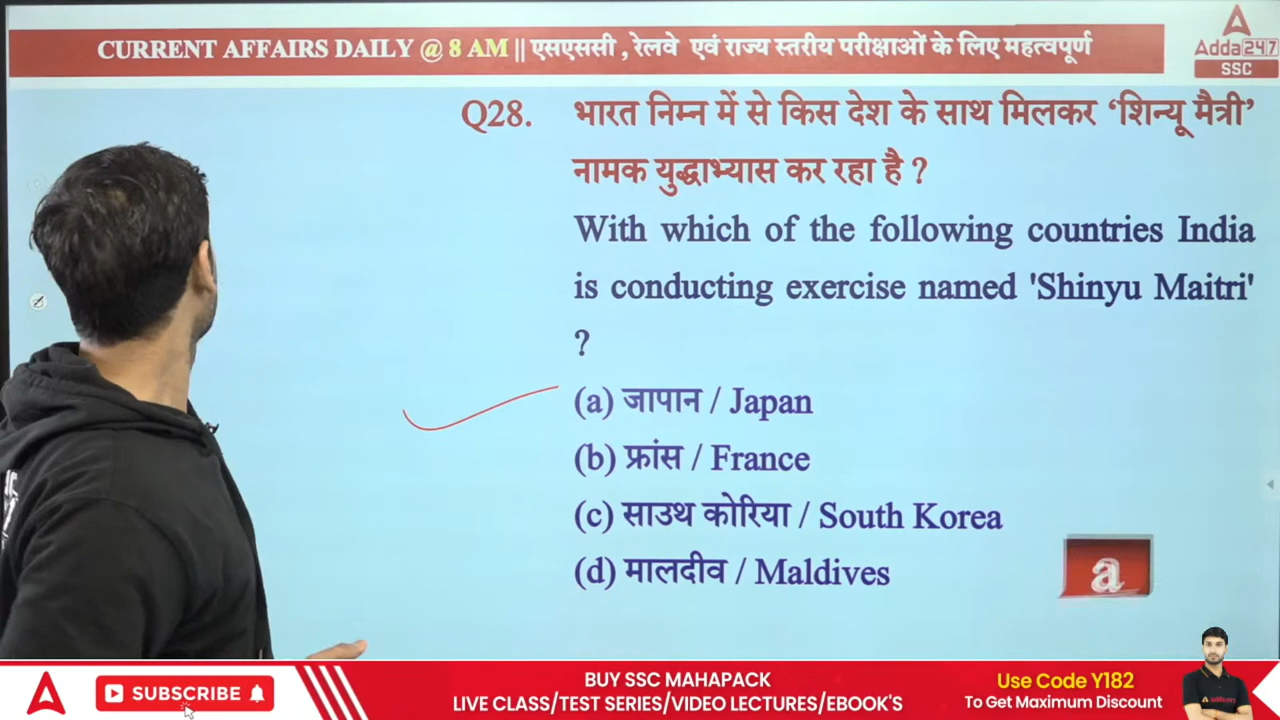 CURRENT AFFAIRS DAILY @ 8 AM || एसएससी , रेलवे एवं राज्य स्तरीय परीक्षाओं के लिए महत्वपूर्ण
Adda247
SSC
Q28. भारत निम्न में से किस देश के साथ मिलकर ‘शिन्यू मैत्री’
नामक युद्धाभ्यास कर रहा है ?
With which of the following countries India
is conducting exercise named 'Shinyu Maitri'
?
(a) जापान / Japan
(b) फ्रांस / France
(c) साउथ कोरिया / South Korea
(d) मालदीव / Maldives
a
SUBSCRIBE
BUY SSC MAHAPACK
LIVE CLASS/TEST SERIES/VIDEO LECTURES/EBOOK'S
Use Code Y182
To Get Maximum Discount